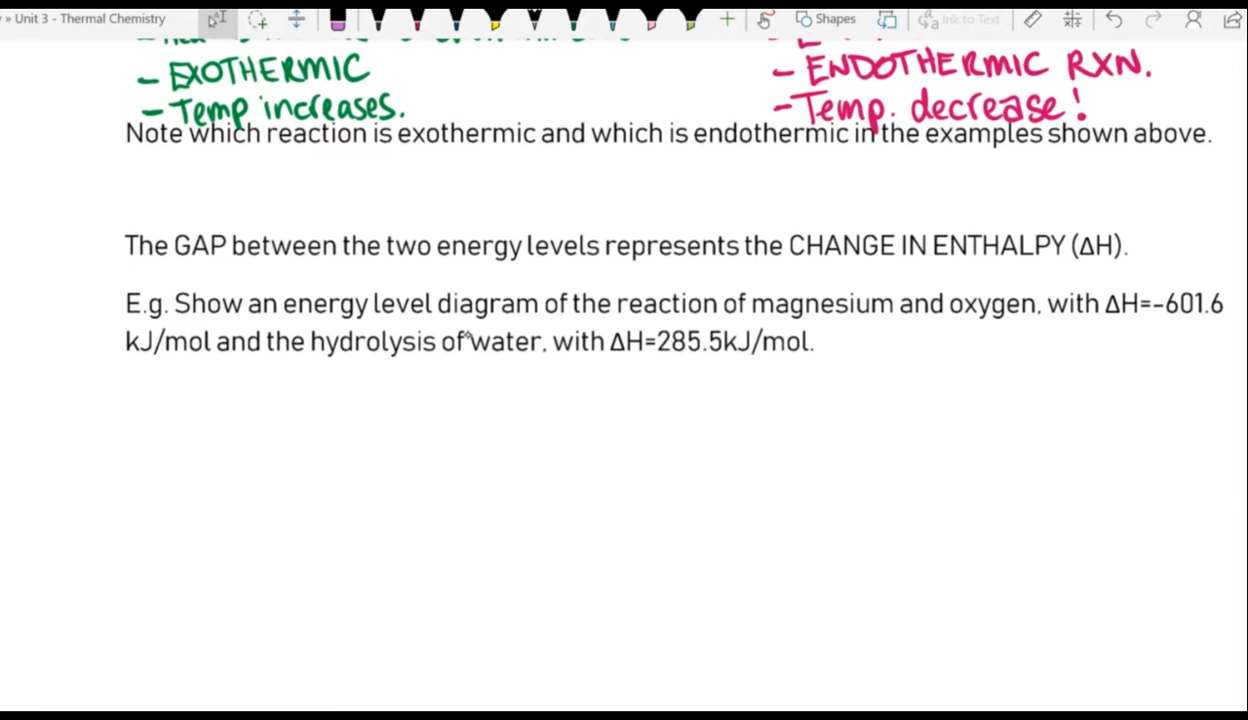 » Unit 3 - Thermal Chemistry
Shapes
Ink to Text
- EXOTHERMIC
- Temp increases.
- ENDOTHERMIC RXN.
- Temp. decrease!
Note which reaction is exothermic and which is endothermic in the examples shown above.
The GAP between the two energy levels represents the CHANGE IN ENTHALPY (ΔH).
E.g. Show an energy level diagram of the reaction of magnesium and oxygen, with ΔH=-601.6
kJ/mol and the hydrolysis of water, with ΔH=285.5kJ/mol.